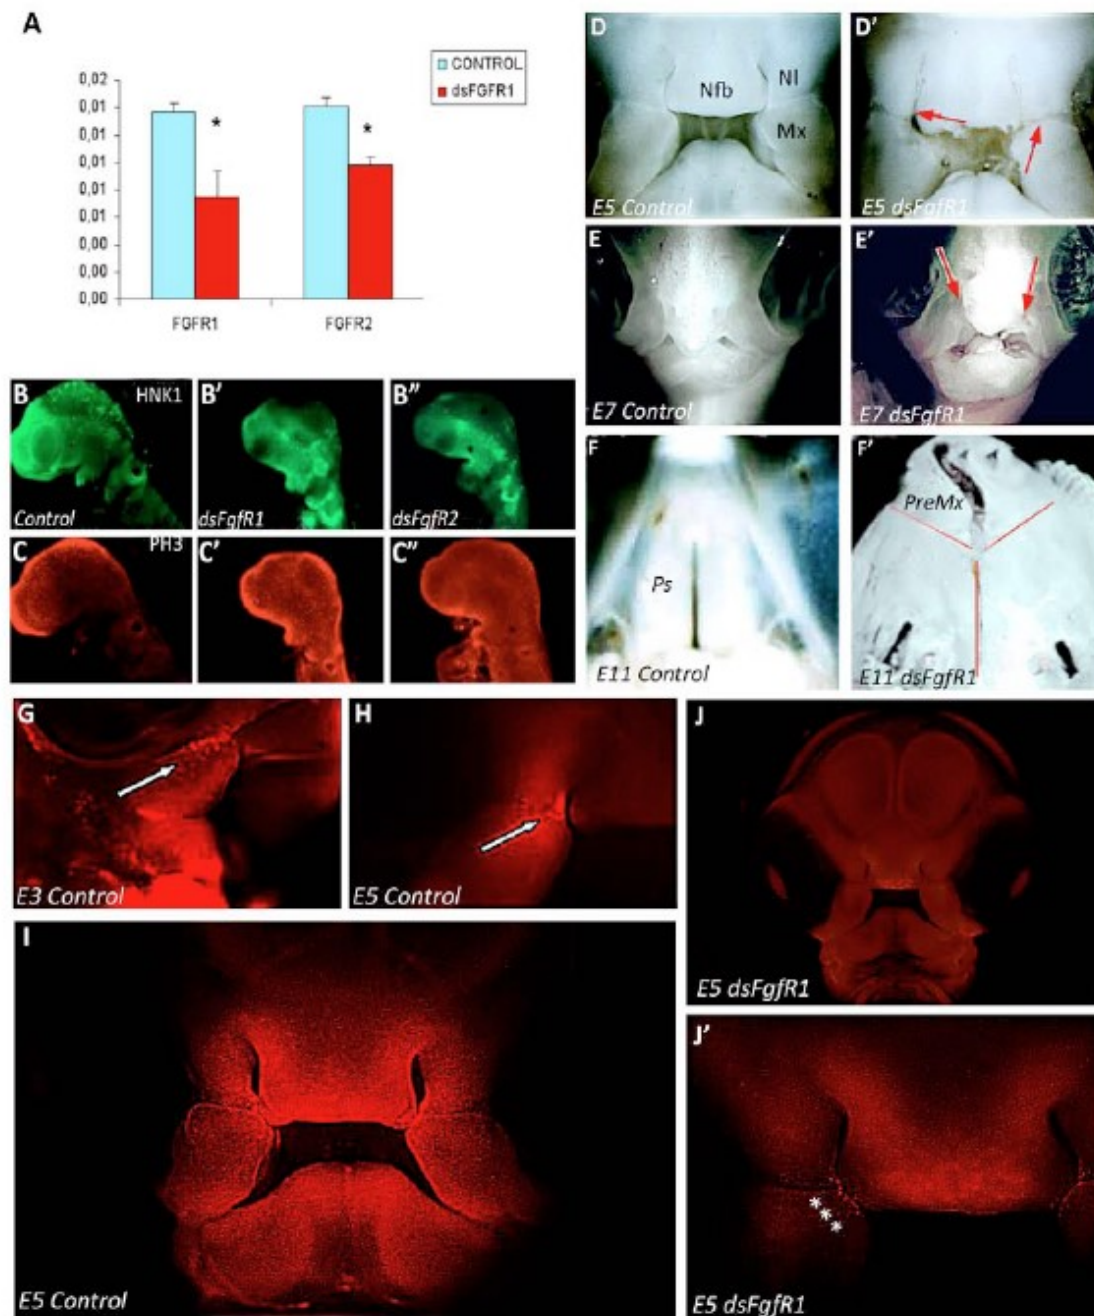 A
CONTROL
dsFGFR1
0,02
0,01
0,01
0,01
0,01
0,00
0,00
0,00
*
*
FGFR1
FGFR2
B
HNK1
Control
B'
dsFgfR1
B''
dsFgfR2
C
PH3
C'
C''
D
Nfb
Nl
Mx
E5 Control
D'
E5 dsFgfR1
E
E7 Control
E'
E7 dsFgfR1
F
Ps
E11 Control
F'
PreMx
E11 dsFgfR1
G
E3 Control
H
E5 Control
I
E5 Control
J
E5 dsFgfR1
J'
***
E5 dsFgfR1